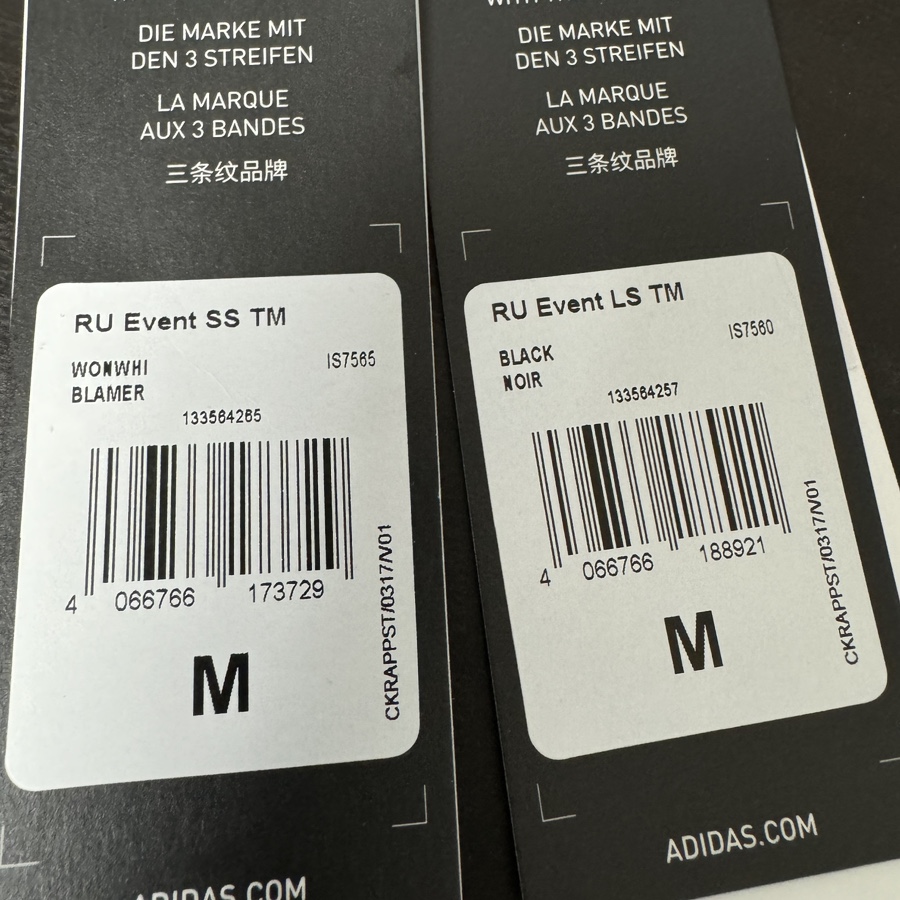 DIE MARKE MIT
DEN 3 STREIFEN
LA MARQUE
AUX 3 BANDES
三条纹品牌
RU Event SS TM
WONWHI
IS7565
BLAMER
133564265
4 066766 173729
CKRAPPST/0317/V01
M
ADIDAS.COM
DIE MARKE MIT
DEN 3 STREIFEN
LA MARQUE
AUX 3 BANDES
三条纹品牌
RU Event LS TM
BLACK
IS7560
NOIR
133564257
4 066766 188921
CKRAPPST/0317/V01
M
ADIDAS.COM